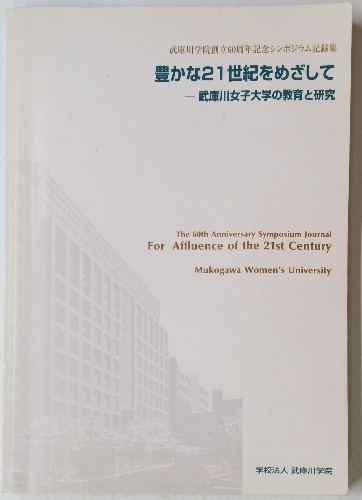 武庫川学院創立60周年記念シンポジウム記録集
豊かな21世紀をめざして
― 武庫川女子大学の教育と研究
The 60th Anniversary Symposium Journal
For Affluence of the 21st Century
Mukogawa Women's University
学校法人 武庫川学院